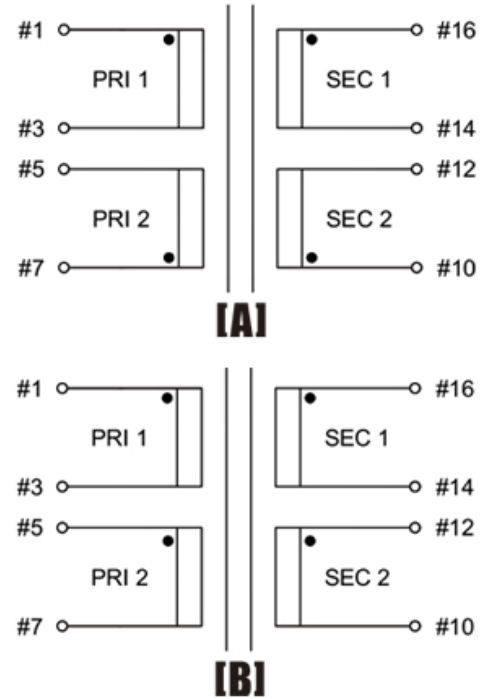 #1 PRI 1 SEC 1 #16
#3 #14
#5 #12
PRI 2 SEC 2
#7 #10
[A]
#1 #16
PRI 1 SEC 1
#3 #14
#5 #12
PRI 2 SEC 2
#7 #10
[B]